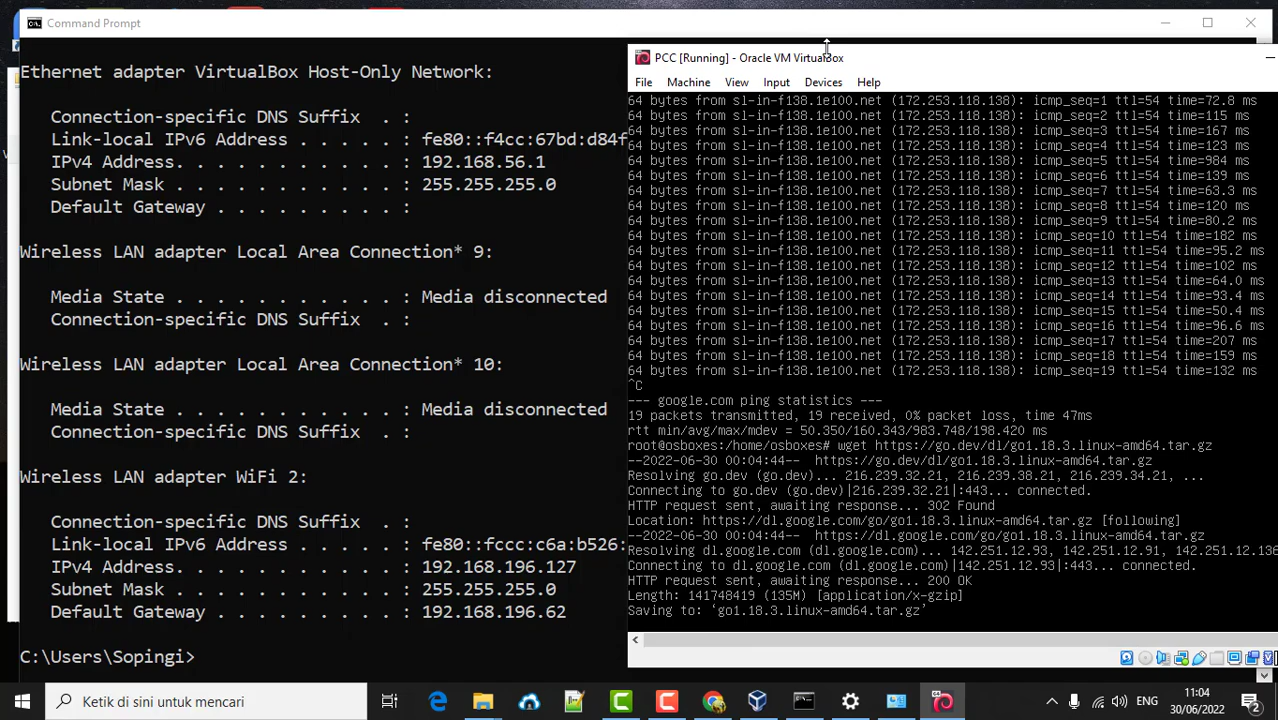 Command Prompt
Ethernet adapter VirtualBox Host-Only Network:
Connection-specific DNS Suffix . :
Link-local IPv6 Address . . . . . : fe80::f4cc:67bd:d84f
IPv4 Address. . . . . . . . . . . : 192.168.56.1
Subnet Mask . . . . . . . . . . . : 255.255.255.0
Default Gateway . . . . . . . . . :
Wireless LAN adapter Local Area Connection* 9:
Media State . . . . . . . . . . . : Media disconnected
Connection-specific DNS Suffix . :
Wireless LAN adapter Local Area Connection* 10:
Media State . . . . . . . . . . . : Media disconnected
Connection-specific DNS Suffix . :
Wireless LAN adapter WiFi 2:
Connection-specific DNS Suffix . :
Link-local IPv6 Address . . . . . : fe80::fccc:c6a:b526:
IPv4 Address. . . . . . . . . . . : 192.168.196.127
Subnet Mask . . . . . . . . . . . : 255.255.255.0
Default Gateway . . . . . . . . . : 192.168.196.62
C:\Users\Sopingi>
PCC [Running] - Oracle VM VirtualBox
File Machine View Input Devices Help
64 bytes from sl-in-f138.1e100.net (172.253.118.138): icmp_seq=1 ttl=54 time=72.8 ms
64 bytes from sl-in-f138.1e100.net (172.253.118.138): icmp_seq=2 ttl=54 time=115 ms
64 bytes from sl-in-f138.1e100.net (172.253.118.138): icmp_seq=3 ttl=54 time=167 ms
64 bytes from sl-in-f138.1e100.net (172.253.118.138): icmp_seq=4 ttl=54 time=123 ms
64 bytes from sl-in-f138.1e100.net (172.253.118.138): icmp_seq=5 ttl=54 time=984 ms
64 bytes from sl-in-f138.1e100.net (172.253.118.138): icmp_seq=6 ttl=54 time=139 ms
64 bytes from sl-in-f138.1e100.net (172.253.118.138): icmp_seq=7 ttl=54 time=63.3 ms
64 bytes from sl-in-f138.1e100.net (172.253.118.138): icmp_seq=8 ttl=54 time=120 ms
64 bytes from sl-in-f138.1e100.net (172.253.118.138): icmp_seq=9 ttl=54 time=80.2 ms
64 bytes from sl-in-f138.1e100.net (172.253.118.138): icmp_seq=10 ttl=54 time=182 ms
64 bytes from sl-in-f138.1e100.net (172.253.118.138): icmp_seq=11 ttl=54 time=95.2 ms
64 bytes from sl-in-f138.1e100.net (172.253.118.138): icmp_seq=12 ttl=54 time=102 ms
64 bytes from sl-in-f138.1e100.net (172.253.118.138): icmp_seq=13 ttl=54 time=64.0 ms
64 bytes from sl-in-f138.1e100.net (172.253.118.138): icmp_seq=14 ttl=54 time=93.4 ms
64 bytes from sl-in-f138.1e100.net (172.253.118.138): icmp_seq=15 ttl=54 time=50.4 ms
64 bytes from sl-in-f138.1e100.net (172.253.118.138): icmp_seq=16 ttl=54 time=96.6 ms
64 bytes from sl-in-f138.1e100.net (172.253.118.138): icmp_seq=17 ttl=54 time=207 ms
64 bytes from sl-in-f138.1e100.net (172.253.118.138): icmp_seq=18 ttl=54 time=159 ms
64 bytes from sl-in-f138.1e100.net (172.253.118.138): icmp_seq=19 ttl=54 time=132 ms
^C
--- google.com ping statistics ---
19 packets transmitted, 19 received, 0% packet loss, time 47ms
rtt min/avg/max/mdev = 50.350/160.343/983.748/198.420 ms
root@osboxes:/home/osboxes# wget https://go.dev/dl/go1.18.3.linux-amd64.tar.gz
--2022-06-30 00:04:44-- https://go.dev/dl/go1.18.3.linux-amd64.tar.gz
Resolving go.dev (go.dev)... 216.239.32.21, 216.239.38.21, 216.239.34.21, ...
Connecting to go.dev (go.dev)|216.239.32.21|:443... connected.
HTTP request sent, awaiting response... 302 Found
Location: https://dl.google.com/go/go1.18.3.linux-amd64.tar.gz [following]
--2022-06-30 00:04:44-- https://dl.google.com/go/go1.18.3.linux-amd64.tar.gz
Resolving dl.google.com (dl.google.com)... 142.251.12.93, 142.251.12.91, 142.251.12.136
Connecting to dl.google.com (dl.google.com)|142.251.12.93|:443... connected.
HTTP request sent, awaiting response... 200 OK
Length: 141748419 (135M) [application/x-gzip]
Saving to: ‘go1.18.3.linux-amd64.tar.gz’
Ketik di sini untuk mencari
ENG
11:04
30/06/2022
2